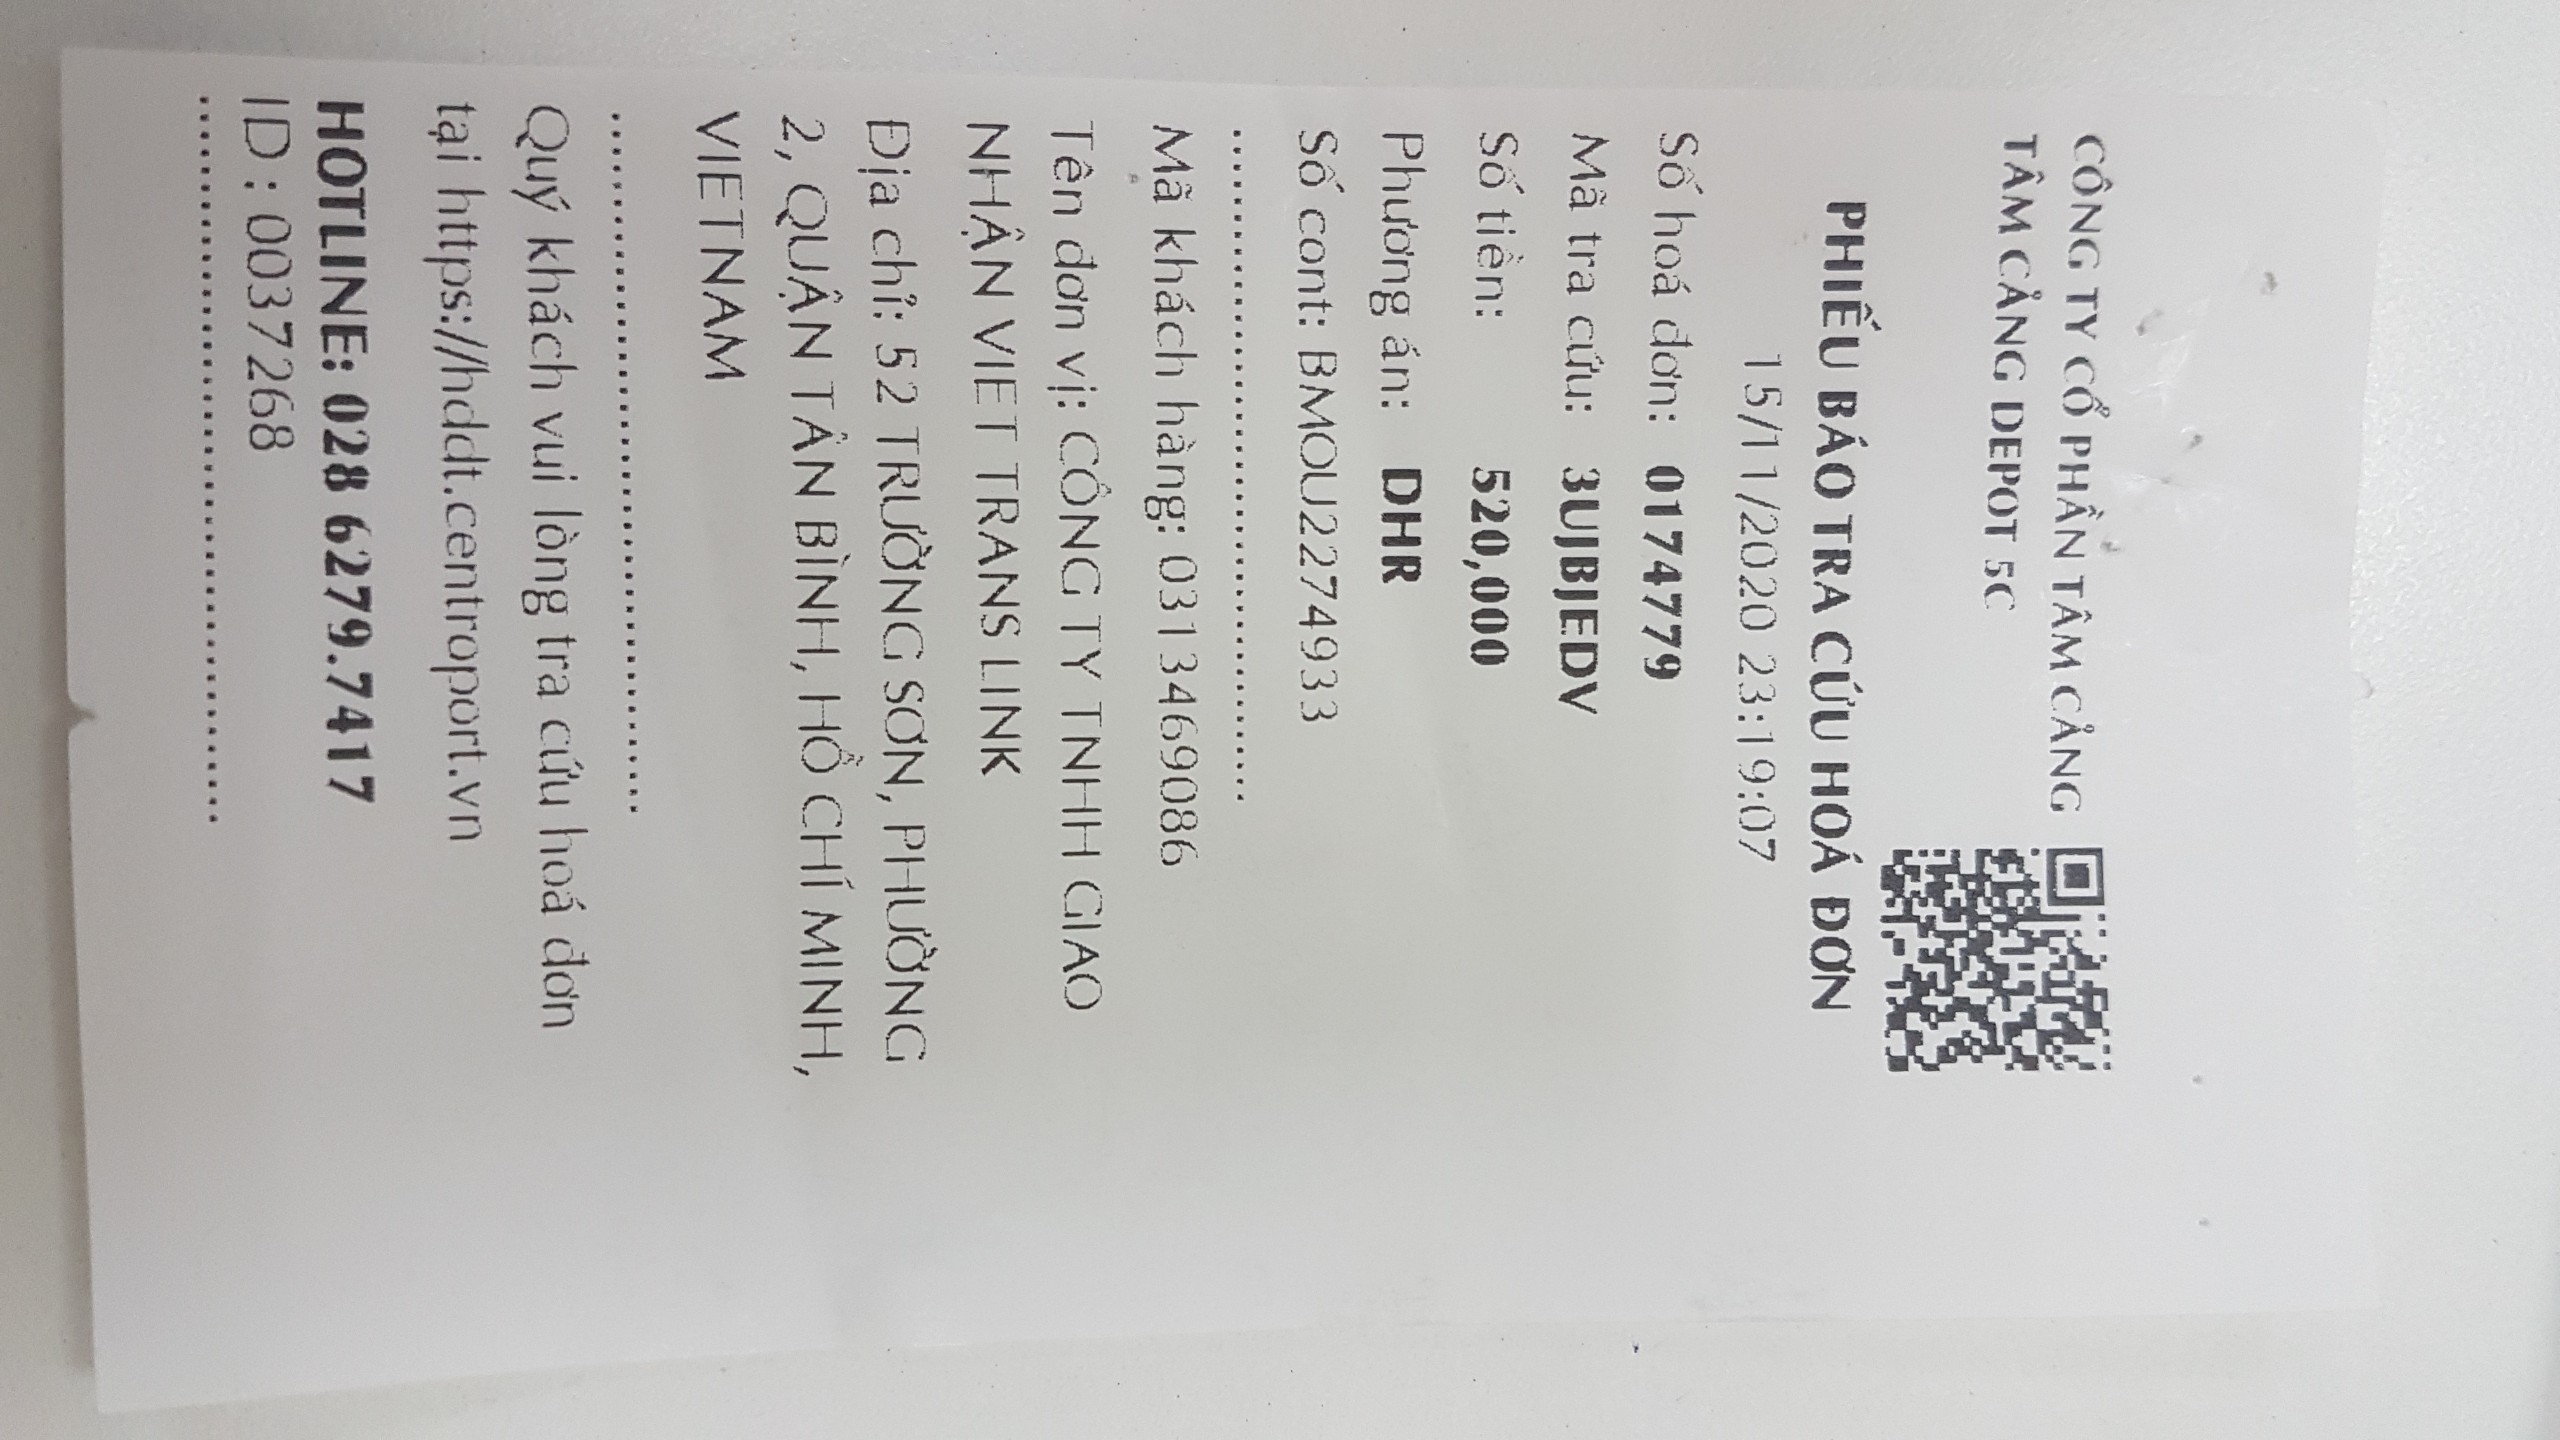 CÔNG TY CỔ PHẦN TÂM CẢNG
TÂM CẢNG DEPOT 5C
PHIẾU BÁO TRA CỨU HOÁ ĐƠN
15/11/2020 23:19:07
Số hoá đơn: 0174779
Mã tra cứu: 3UJBJEDV
Số tiền: 520,000
Phương án: DHR
Số cont: BMOU2274933
Mã khách hàng: 0313469086
Tên đơn vị: CÔNG TY TNHH GIAO
NHẬN VIET TRANS LINK
Địa chỉ: 52 TRƯỜNG SƠN, PHƯỜNG
2, QUẬN TÂN BÌNH, HỒ CHÍ MINH,
VIETNAM
Quý khách vui lòng tra cứu hoá đơn
tại https://hddt.centroport.vn
HOTLINE: 028 6279.7417
ID : 0037268